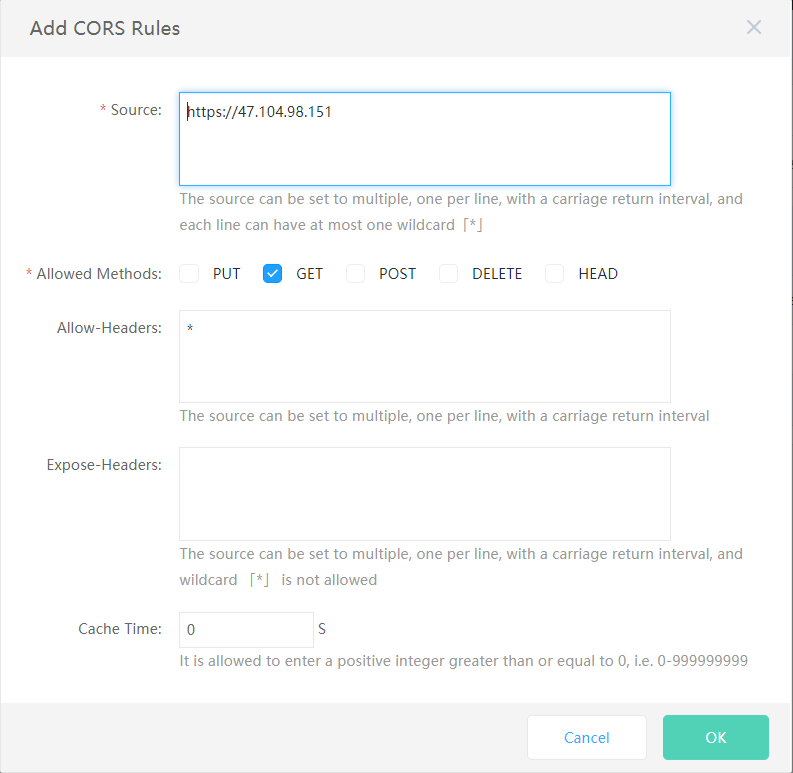 Add CORS Rules
* Source:
https://47.104.98.151
The source can be set to multiple, one per line, with a carriage return interval, and
each line can have at most one wildcard「*」
* Allowed Methods: PUT GET POST DELETE HEAD
Allow-Headers:
*
The source can be set to multiple, one per line, with a carriage return interval
Expose-Headers:
The source can be set to multiple, one per line, with a carriage return interval, and
wildcard 「*」 is not allowed
Cache Time: 0 S
It is allowed to enter a positive integer greater than or equal to 0, i.e. 0-999999999
Cancel OK